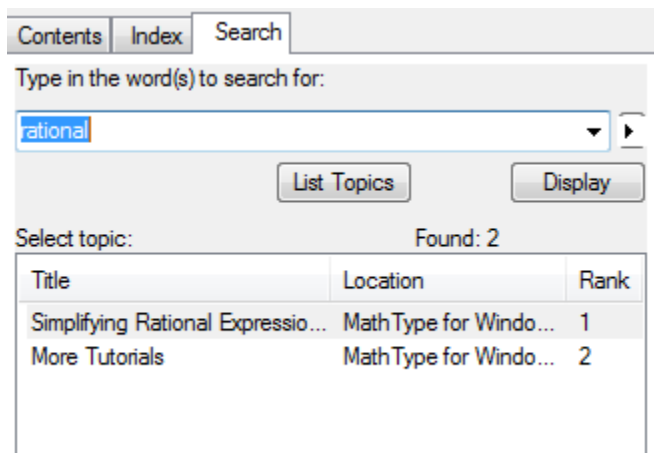 Contents Index Search
Type in the word(s) to search for:
rational
List Topics Display
Select topic: Found: 2
Title Location Rank
Simplifying Rational Expressio... MathType for Windo... 1
More Tutorials MathType for Windo... 2